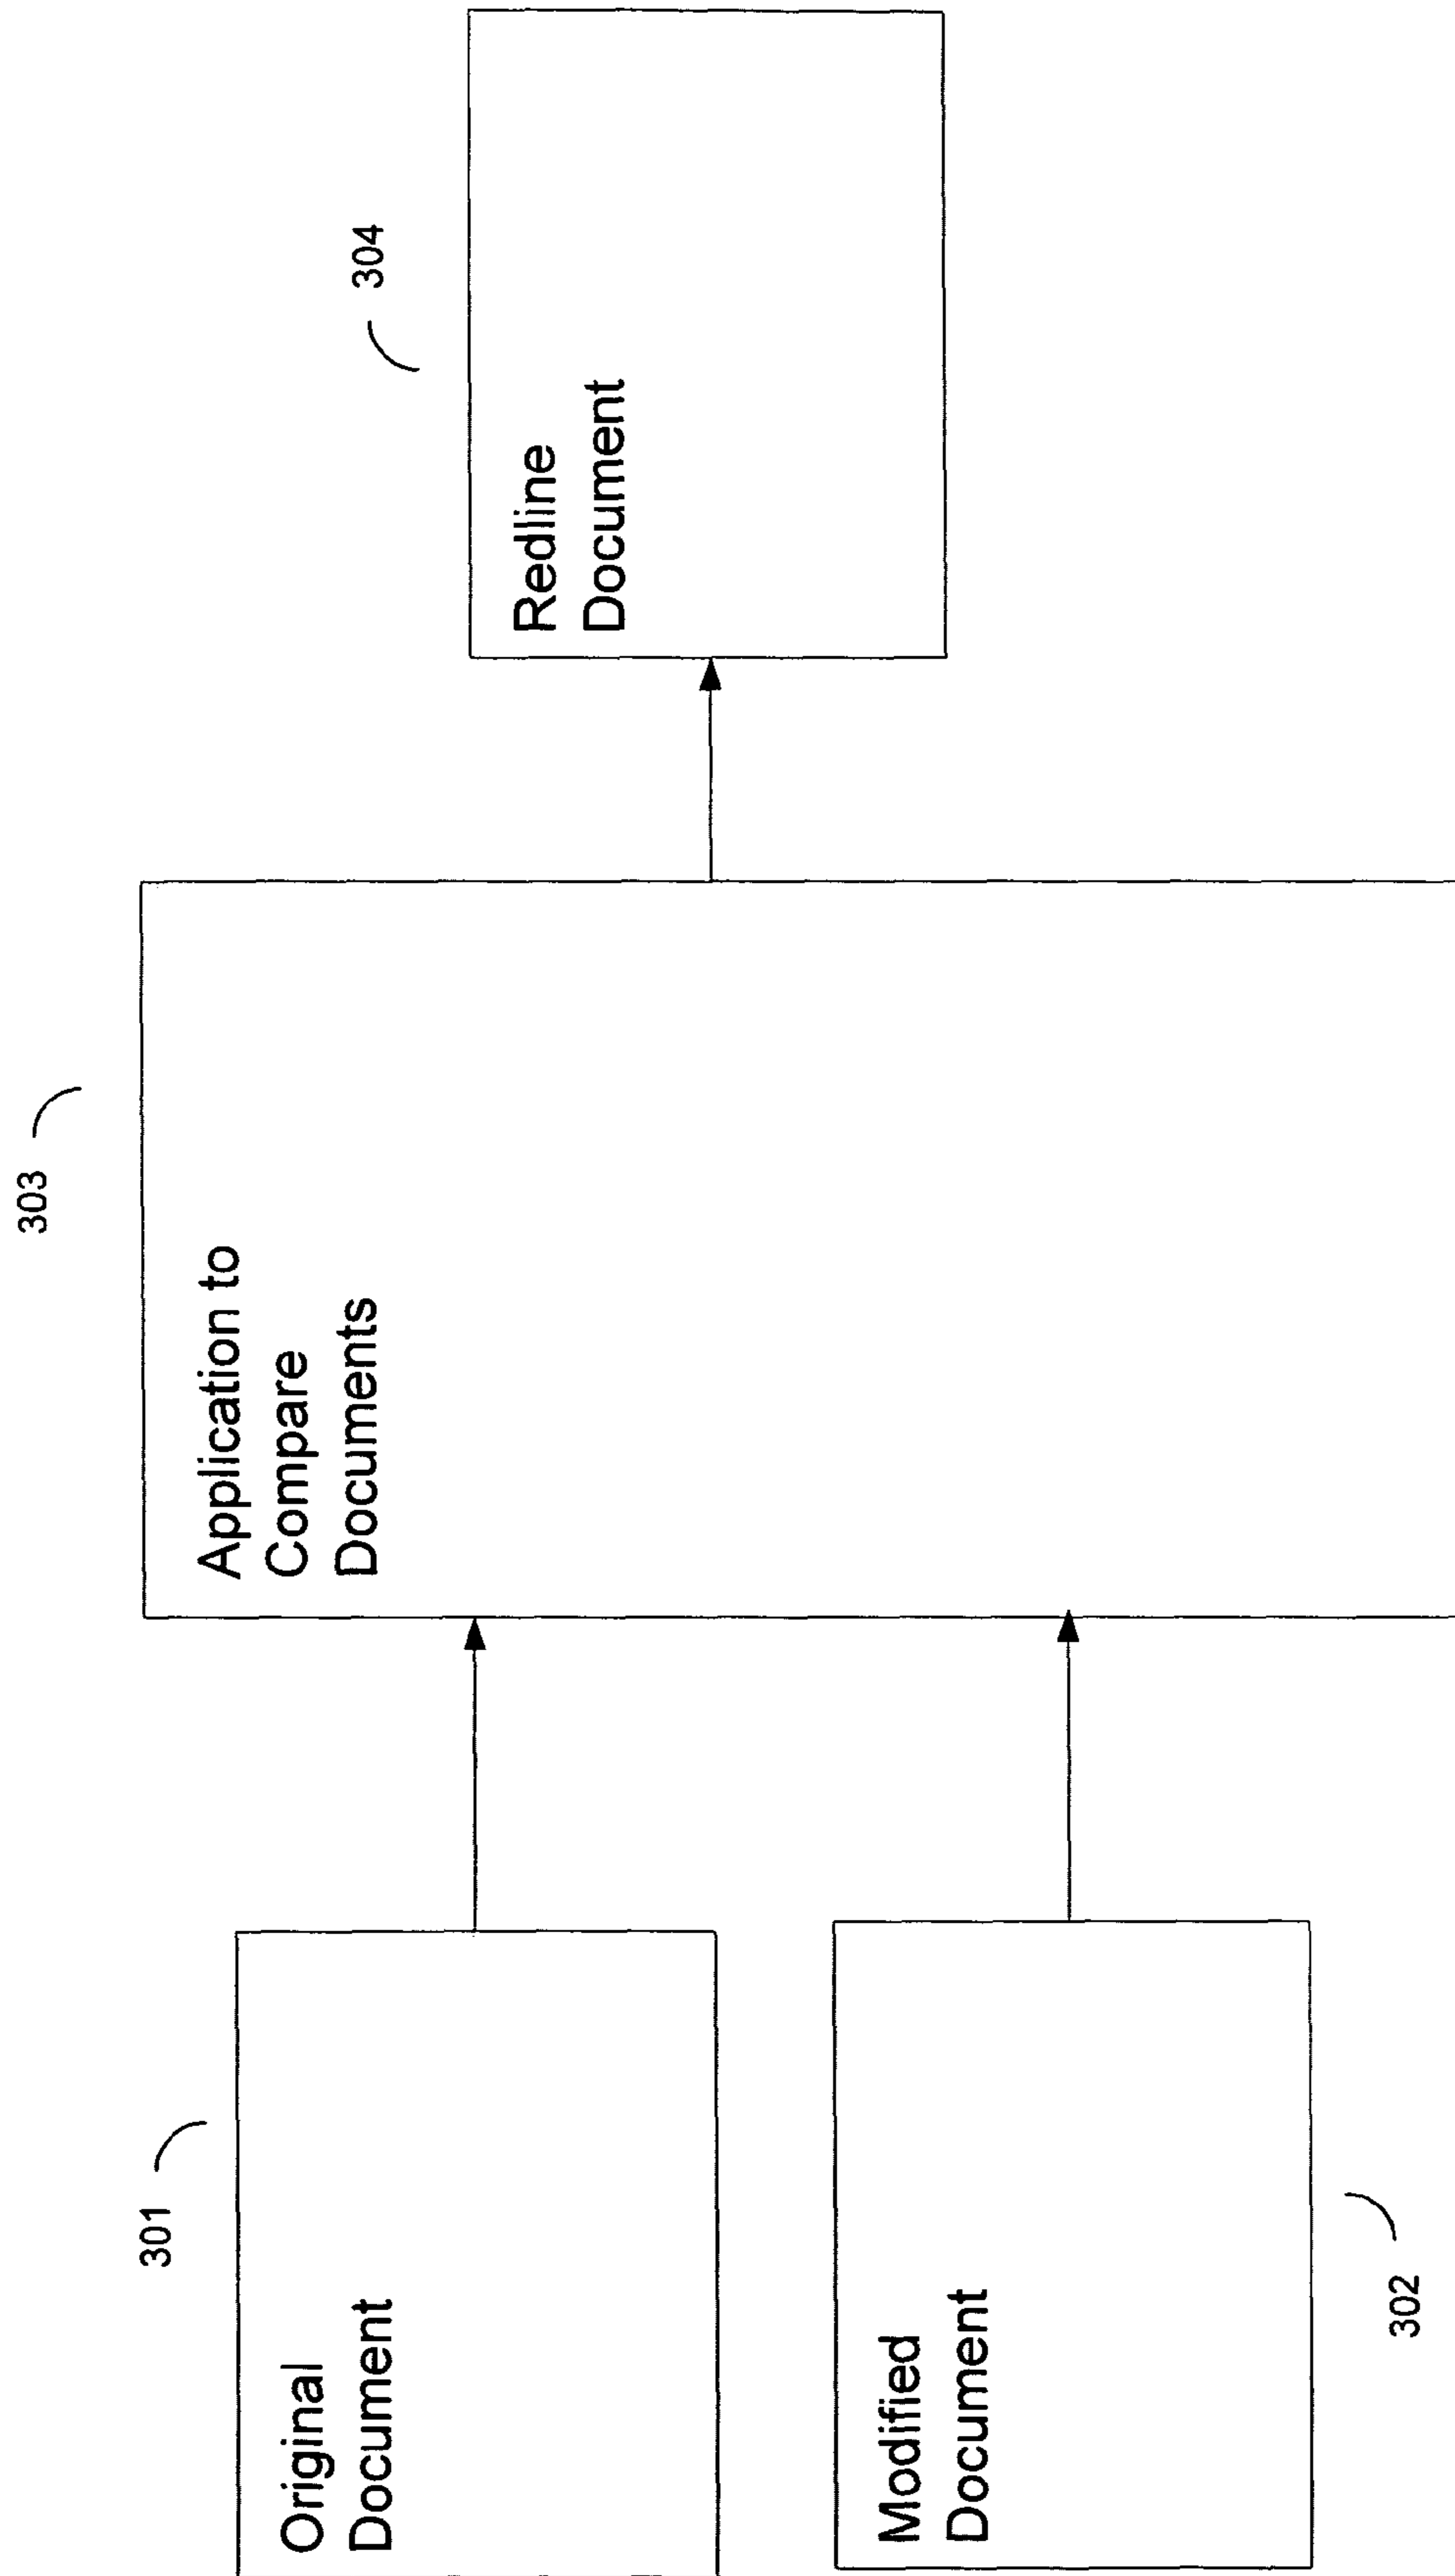 301
Original
Document
Modified
Document
302
303
Application to
Compare
Documents
304
Redline
Document